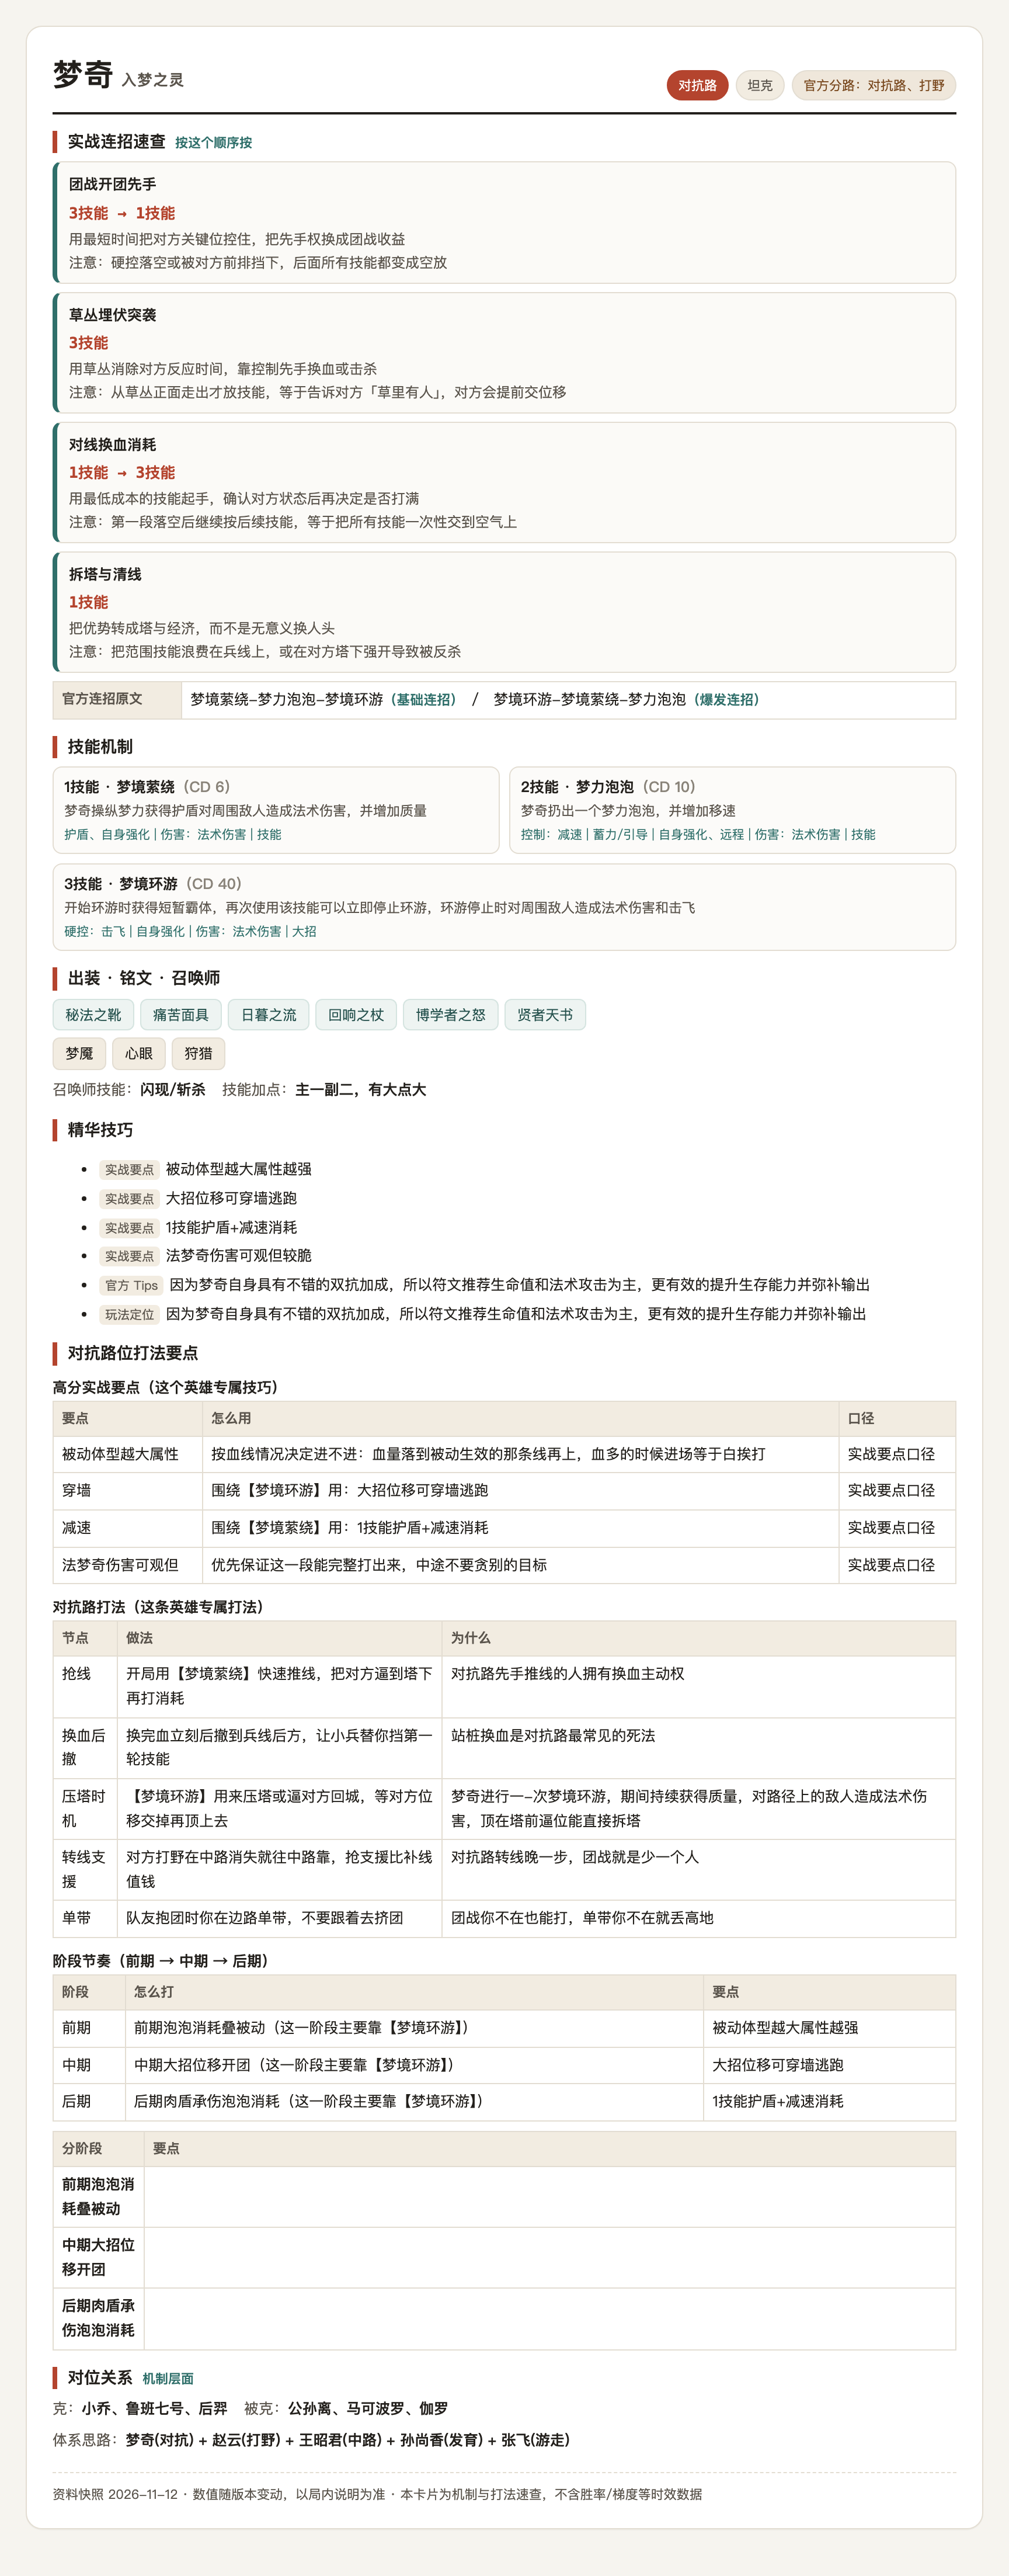 梦奇 入梦之灵
对抗路 坦克 官方分路：对抗路、打野
实战连招速查 按这个顺序按
团战开团先手
3技能 → 1技能
用最短时间把对方关键位控住，把先手权换成团战收益
注意：硬控落空或被对方前排挡下，后面所有技能都变成空放
草丛埋伏突袭
3技能
用草丛消除对方反应时间，靠控制先手换血或击杀
注意：从草丛正面走出才放技能，等于告诉对方「草里有人」，对方会提前交位移
对线换血消耗
1技能 → 3技能
用最低成本的技能起手，确认对方状态后再决定是否打满
注意：第一段落空后继续按后续技能，等于把所有技能一次性交到空气上
拆塔与清线
1技能
把优势转成塔与经济，而不是无意义换人头
注意：把范围技能浪费在兵线上，或在对方塔下强开导致被反杀
官方连招原文 梦境萦绕–梦力泡泡–梦境环游（基础连招） / 梦境环游–梦境萦绕–梦力泡泡（爆发连招）
技能机制
1技能 · 梦境萦绕（CD 6）
梦奇操纵梦力获得护盾对周围敌人造成法术伤害，并增加质量
护盾、自身强化 | 伤害：法术伤害 | 技能
2技能 · 梦力泡泡（CD 10）
梦奇扔出一个梦力泡泡，并增加移速
控制：减速 | 蓄力/引导 | 自身强化、远程 | 伤害：法术伤害 | 技能
3技能 · 梦境环游（CD 40）
开始环游时获得短暂霸体，再次使用该技能可以立即停止环游，环游停止时对周围敌人造成法术伤害和击飞
硬控：击飞 | 自身强化 | 伤害：法术伤害 | 大招
出装 · 铭文 · 召唤师
秘法之靴 痛苦面具 日暮之流 回响之杖 博学者之怒 贤者天书
梦魇 心眼 狩猎
召唤师技能：闪现/斩杀 技能加点：主一副二，有大点大
精华技巧
• 实战要点 被动体型越大属性越强
• 实战要点 大招位移可穿墙逃跑
• 实战要点 1技能护盾+减速消耗
• 实战要点 法梦奇伤害可观但较脆
• 官方 Tips 因为梦奇自身具有不错的双抗加成，所以符文推荐生命值和法术攻击为主，更有效的提升生存能力并弥补输出
• 玩法定位 因为梦奇自身具有不错的双抗加成，所以符文推荐生命值和法术攻击为主，更有效的提升生存能力并弥补输出
对抗路位打法要点
高分实战要点（这个英雄专属技巧）
要点 怎么用 口径
被动体型越大属性 按血线情况决定进不进：血量落到被动生效的那条线再上，血多的时候进场等于白挨打 实战要点口径
穿墙 围绕【梦境环游】用：大招位移可穿墙逃跑 实战要点口径
减速 围绕【梦境萦绕】用：1技能护盾+减速消耗 实战要点口径
法梦奇伤害可观但 优先保证这一段能完整打出来，中途不要贪别的目标 实战要点口径
对抗路打法（这条英雄专属打法）
节点 做法 为什么
抢线 开局用【梦境萦绕】快速推线，把对方逼到塔下 对抗路先手推线的人拥有换血主动权
再打消耗
换血后 换完血立刻后撤到兵线后方，让小兵替你挡第一 站桩换血是对抗路最常见的死法
撤 轮技能
压塔时 【梦境环游】用来压塔或逼对方回城，等对方位 梦奇进行一–次梦境环游，期间持续获得质量，对路径上的敌人造成法术伤
机 移交掉再顶上去 害，顶在塔前逼位能直接拆塔
转线支 对方打野在中路消失就往中路靠，抢支援比补线 对抗路转线晚一步，团战就是少一个人
援 值钱
单带 队友抱团时你在边路单带，不要跟着去挤团 团战你不在也能打，单带你不在就丢高地
阶段节奏（前期 → 中期 → 后期）
阶段 怎么打 要点
前期 前期泡泡消耗叠被动（这一阶段主要靠【梦境环游】） 被动体型越大属性越强
中期 中期大招位移开团（这一阶段主要靠【梦境环游】） 大招位移可穿墙逃跑
后期 后期肉盾承伤泡泡消耗（这一阶段主要靠【梦境环游】） 1技能护盾+减速消耗
分阶段 要点
前期泡泡消
耗叠被动
中期大招位
移开团
后期肉盾承
伤泡泡消耗
对位关系 机制层面
克：小乔、鲁班七号、后羿 被克：公孙离、马可波罗、伽罗
体系思路：梦奇(对抗) + 赵云(打野) + 王昭君(中路) + 孙尚香(发育) + 张飞(游走)
资料快照 2026–11–12 · 数值随版本变动，以局内说明为准 · 本卡片为机制与打法速查，不含胜率/梯度等时效数据